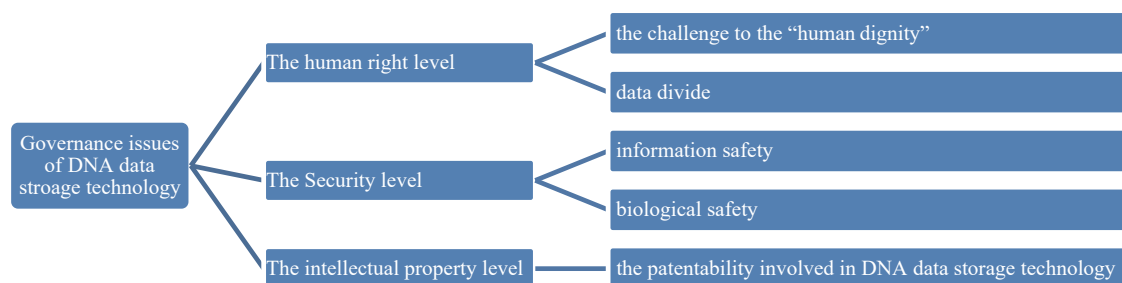 Governance issues
of DNA data
stroage technology
The human right level
the challenge to the “human dignity”
data divide
The Security level
information safety
biological safety
The intellectual property level
the patentability involved in DNA data storage technology